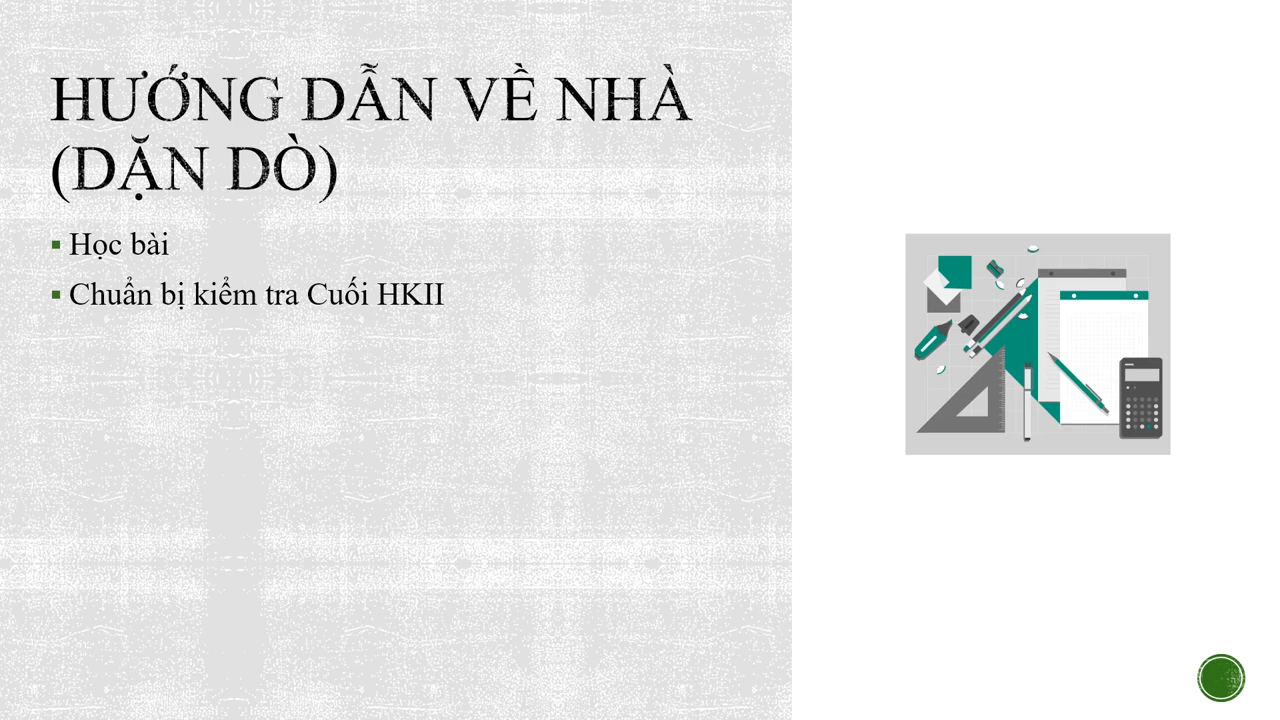 HƯỚNG DẪN VỀ NHÀ
(DẶN DÒ)
Học bài
Chuẩn bị kiểm tra Cuối HKII